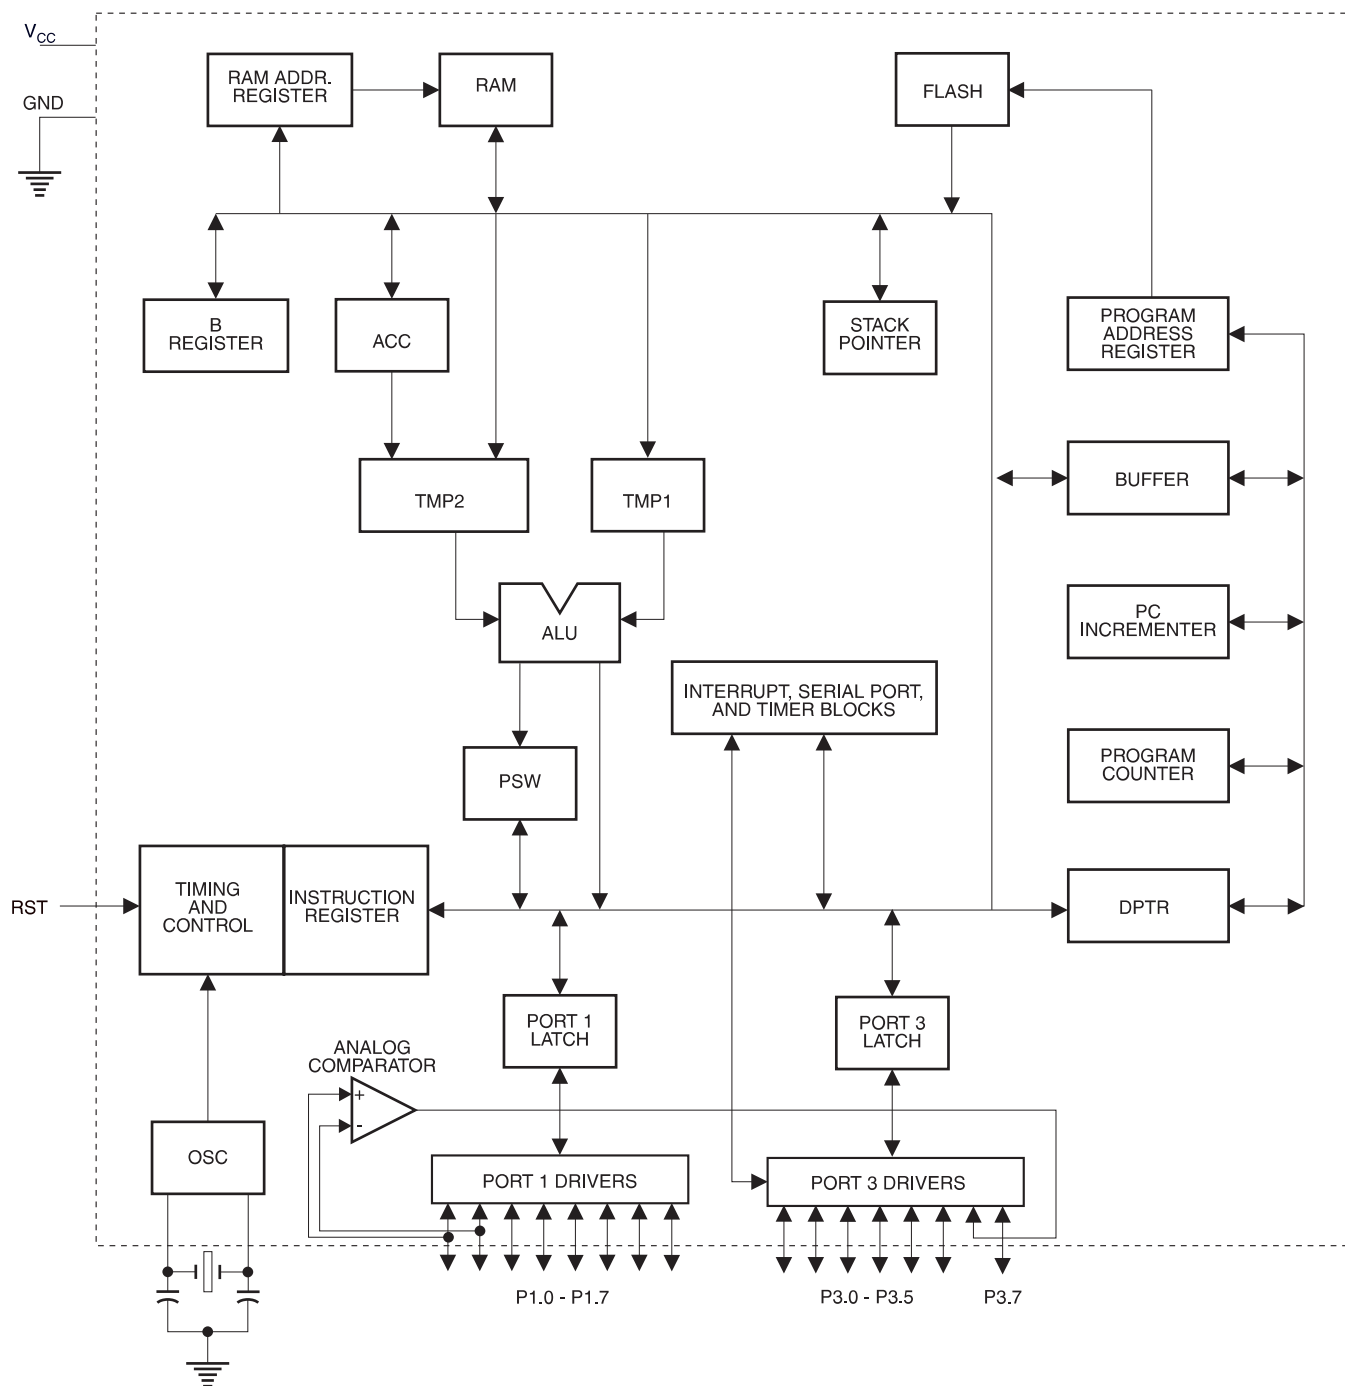 VCC
GND
RAM ADDR.
REGISTER
RAM
FLASH
B
REGISTER
ACC
STACK
POINTER
PROGRAM
ADDRESS
REGISTER
TMP2
TMP1
BUFFER
ALU
PC
INCREMENTER
INTERRUPT, SERIAL PORT,
AND TIMER BLOCKS
PSW
PROGRAM
COUNTER
RST
TIMING
AND
CONTROL
INSTRUCTION
REGISTER
DPTR
PORT 1
LATCH
PORT 3
LATCH
ANALOG
COMPARATOR
+
-
OSC
PORT 1 DRIVERS
PORT 3 DRIVERS
P1.0 - P1.7
P3.0 - P3.5
P3.7